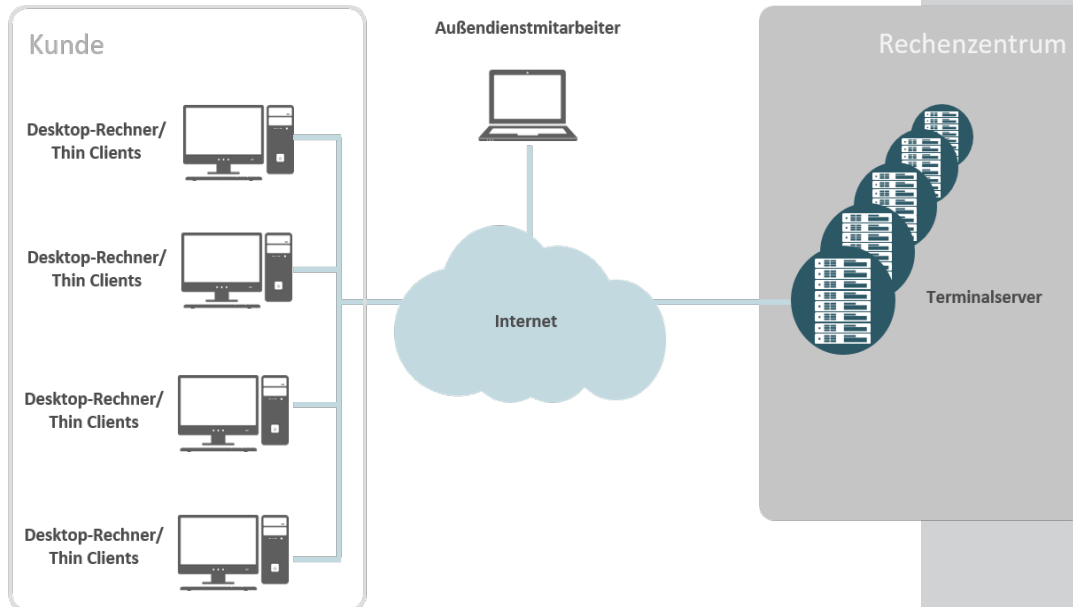 Außendienstmitarbeiter
Kunde
Rechenzentrum
Desktop-Rechner/
Thin Clients
Desktop-Rechner/
Thin Clients
Internet
Terminalserver
Desktop-Rechner/
Thin Clients
Desktop-Rechner/
Thin Clients